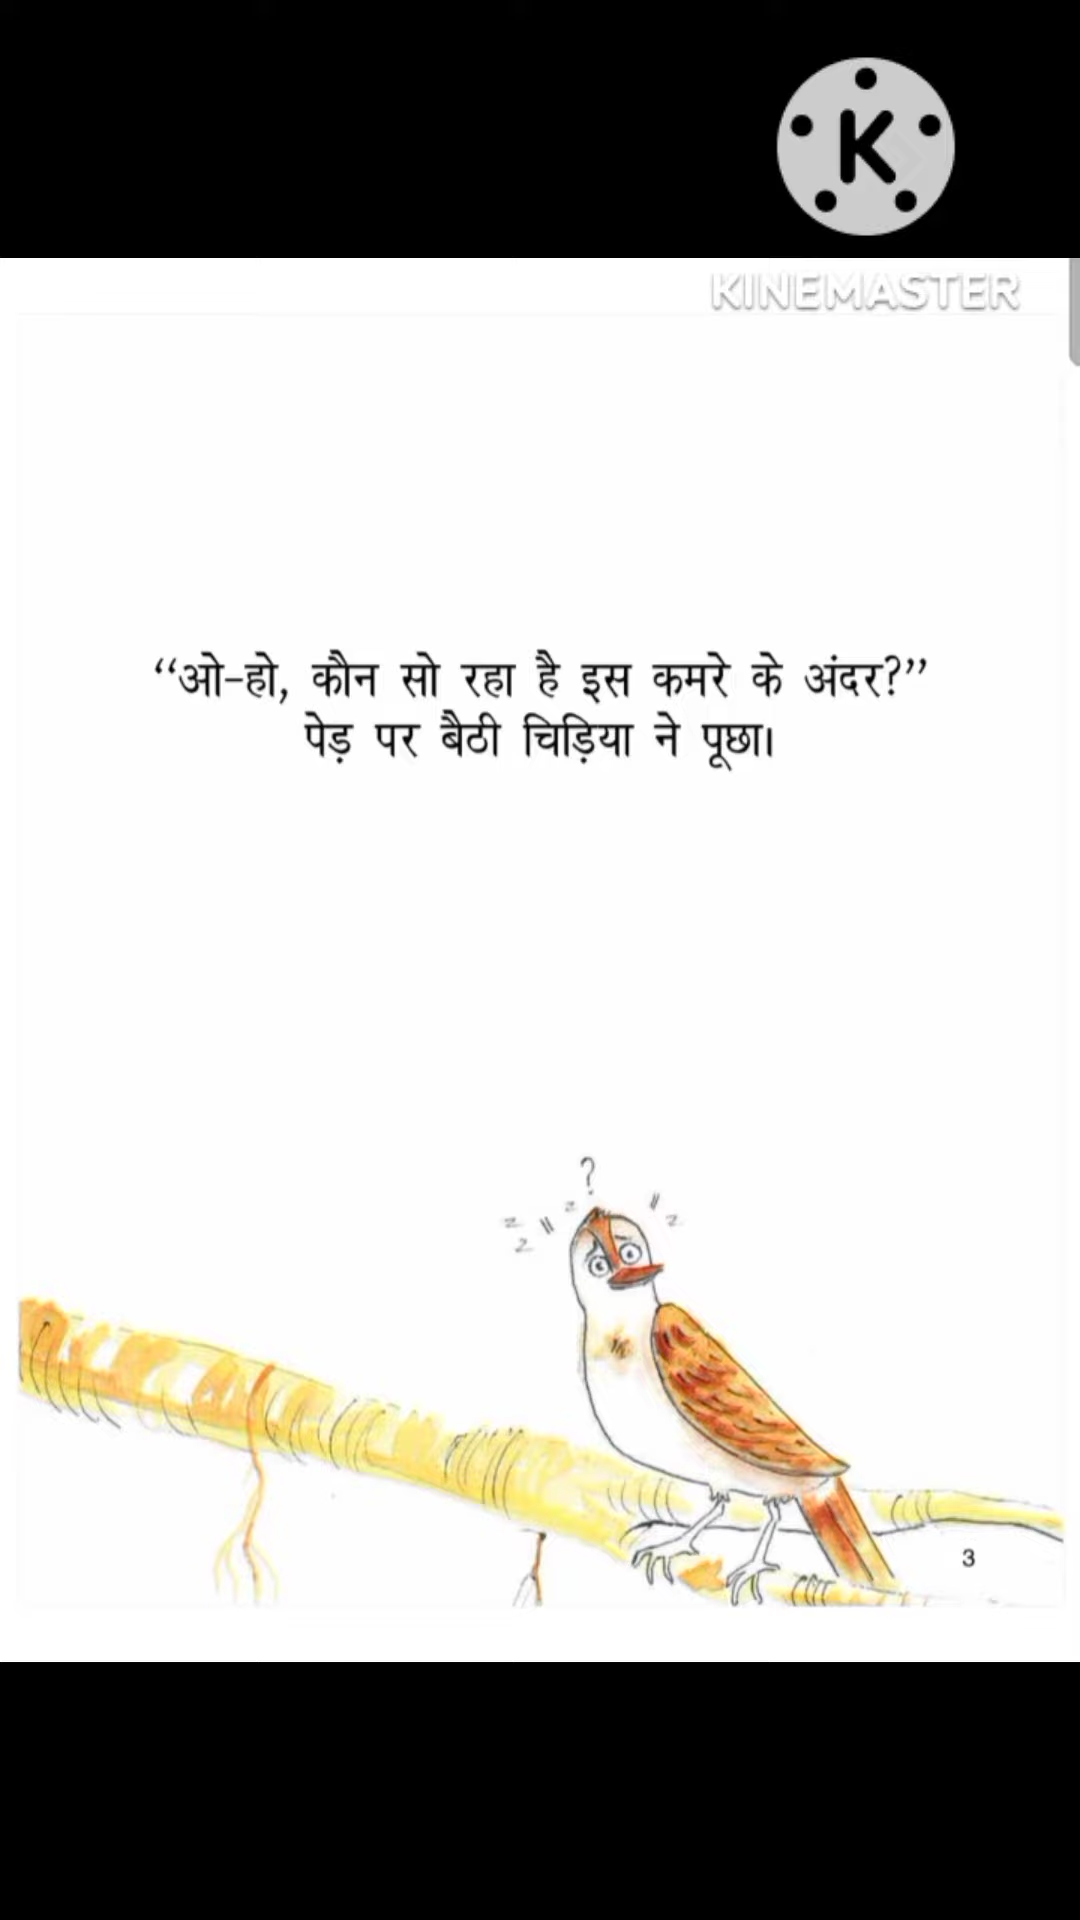 K
KINEMASTER
“ओ-हो, कौन सो रहा है इस कमरे के अंदर?”
पेड़ पर बैठी चिड़िया ने पूछा।
?
z
z
z
z
3